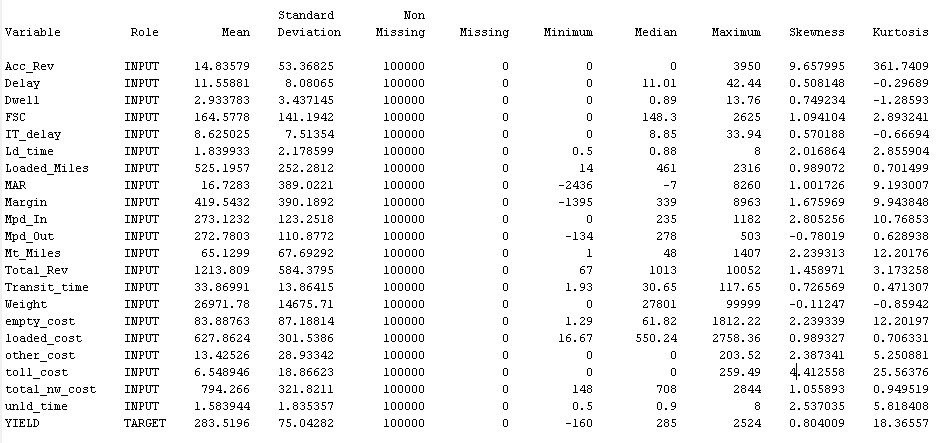 Standard Non
Variable Role Mean Deviation Missing Missing Minimum Median Maximum Skewness Kurtosis
Acc_Rev INPUT 14.83579 53.36825 100000 0 0 0 3950 9.657995 361.7409
Delay INPUT 11.55881 8.08065 100000 0 0 11.01 42.44 0.508148 -0.29689
Dwell INPUT 2.933783 3.437145 100000 0 0 0.89 13.76 0.749234 -1.28593
FSC INPUT 164.5778 141.1942 100000 0 0 148.3 2625 1.094104 2.893241
IT_delay INPUT 8.625025 7.51354 100000 0 0 8.85 33.94 0.570188 -0.66694
Ld_time INPUT 1.839933 2.178599 100000 0 0.5 0.88 8 2.016864 2.855904
Loaded_Miles INPUT 525.1957 252.2812 100000 0 14 461 2316 0.989072 0.701499
MAR INPUT 16.7283 389.0221 100000 0 -2436 -7 8260 1.001726 9.193007
Margin INPUT 419.5432 390.1892 100000 0 -1395 339 8963 1.675969 9.943848
Mpd_In INPUT 273.1232 123.2518 100000 0 0 235 1182 2.805256 10.76853
Mpd_Out INPUT 272.7803 110.8772 100000 0 -134 278 503 -0.78019 0.628938
Mt_Miles INPUT 65.1299 67.69292 100000 0 1 48 1407 2.239313 12.20176
Total_Rev INPUT 1213.809 584.3795 100000 0 67 1013 10052 1.458971 3.173258
Transit_time INPUT 33.86991 13.86415 100000 0 1.93 30.65 117.65 0.726569 0.471307
Weight INPUT 26971.78 14675.71 100000 0 0 27801 99999 -0.11247 -0.85942
empty_cost INPUT 83.88763 87.18814 100000 0 1.29 61.82 1812.22 2.239339 12.20197
loaded_cost INPUT 627.8624 301.5386 100000 0 16.67 550.24 2758.36 0.989327 0.706331
other_cost INPUT 13.42526 28.93342 100000 0 0 0 203.52 2.387341 5.250881
toll_cost INPUT 6.548946 18.86623 100000 0 0 0 259.49 4.412558 25.56376
total_nw_cost INPUT 794.266 321.8211 100000 0 148 708 2844 1.055893 0.949519
unld_time INPUT 1.583944 1.835357 100000 0 0.5 0.9 8 2.537035 5.818408
YIELD TARGET 283.5196 75.04282 100000 0 -160 285 2524 0.804009 18.36557